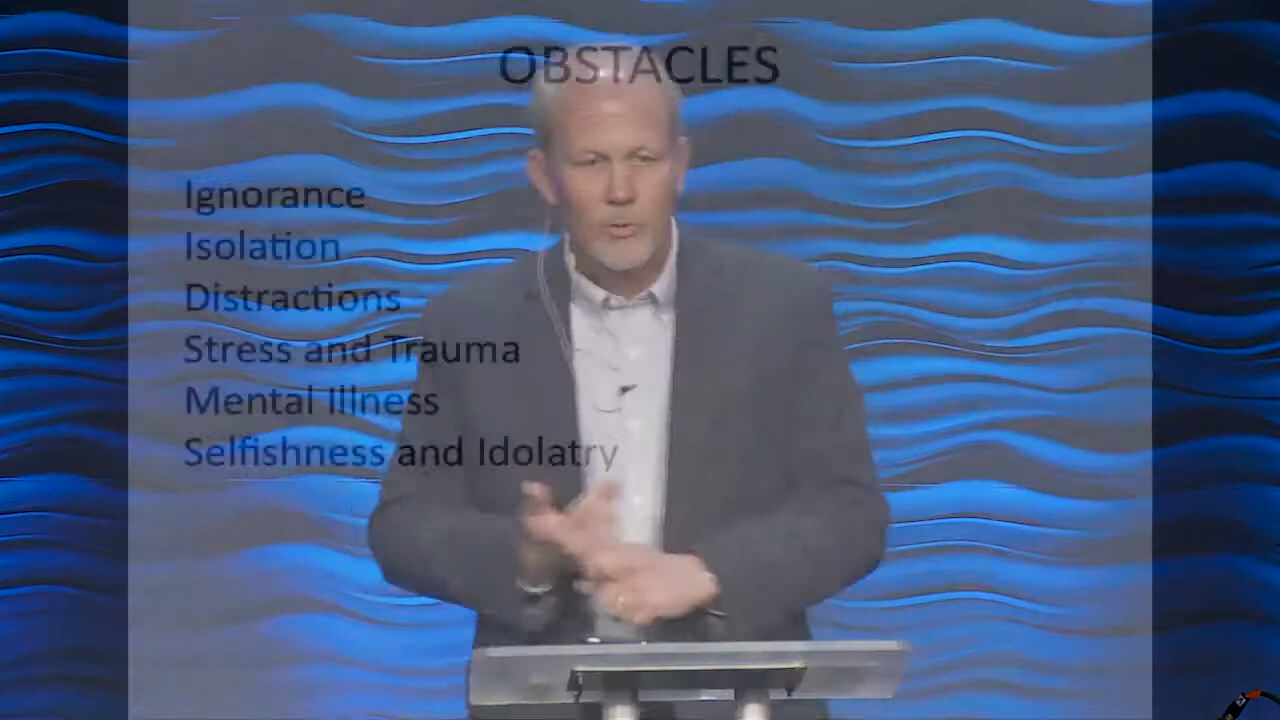 OBSTACLES
Ignorance
Isolation
Distractions
Stress and Trauma
Mental Illness
Selfishness and Idolatry